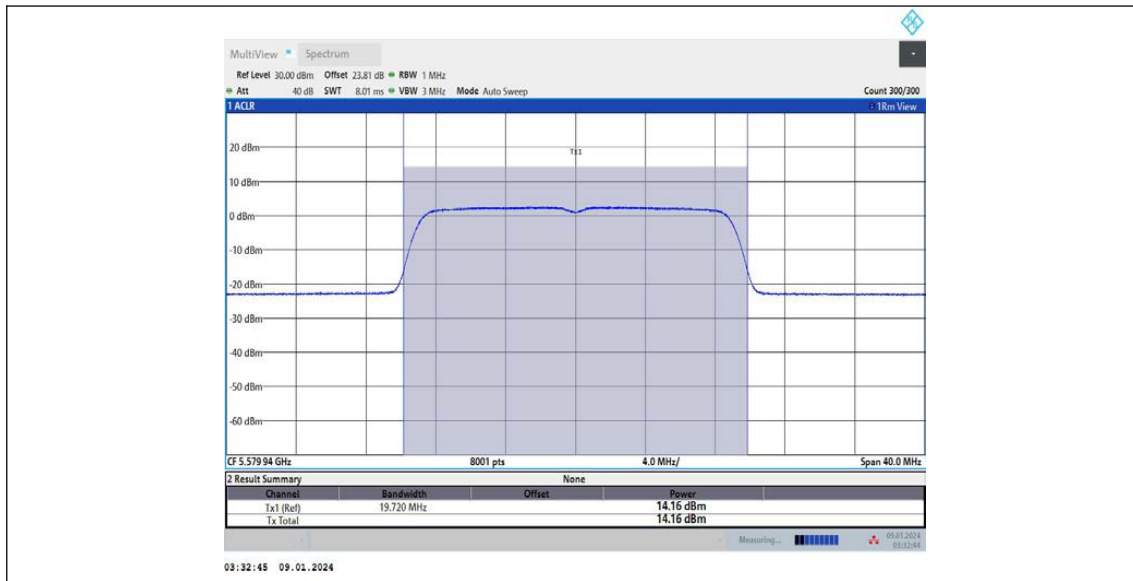 MultiView Spectrum
Ref Level 30.00 dBm Offset 23.81 dB RBW 1 MHz
Att 40 dB SWT 8.01 ms VBW 3 MHz Mode Auto Sweep Count 300/300
1 ACLR 1Rm View
20 dBm
Tx1
10 dBm
0 dBm
-10 dBm
-20 dBm
-30 dBm
-40 dBm
-50 dBm
-60 dBm
CF 5.579 94 GHz 8001 pts 4.0 MHz/ Span 40.0 MHz
2 Result Summary None
Channel Bandwidth Offset Power
Tx1 (Ref) 19.720 MHz 14.16 dBm
Tx Total 14.16 dBm
Measuring... 09.01.2024
03:32:44
03:32:45 09.01.2024